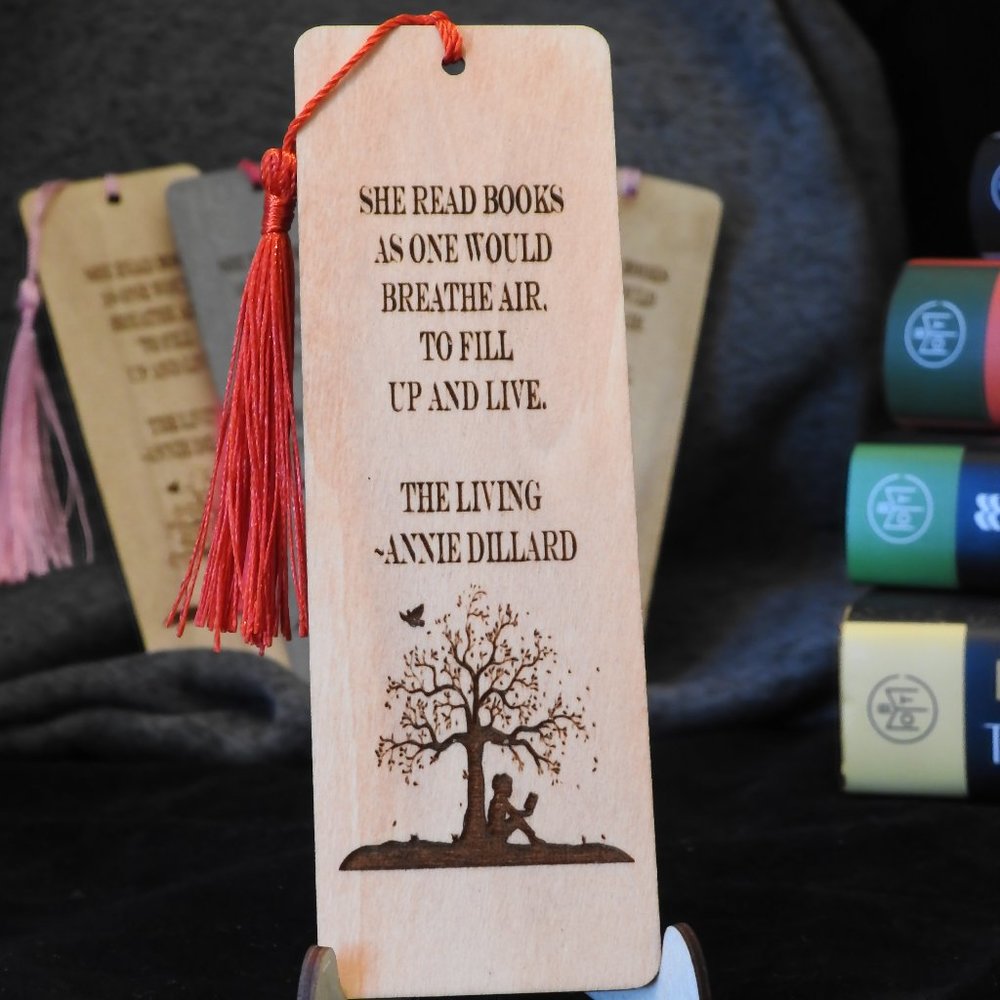 SHE READ BOOKS
AS ONE WOULD
BREATHE AIR.
TO FILL
UP AND LIVE.
THE LIVING
~ANNIE DILLARD